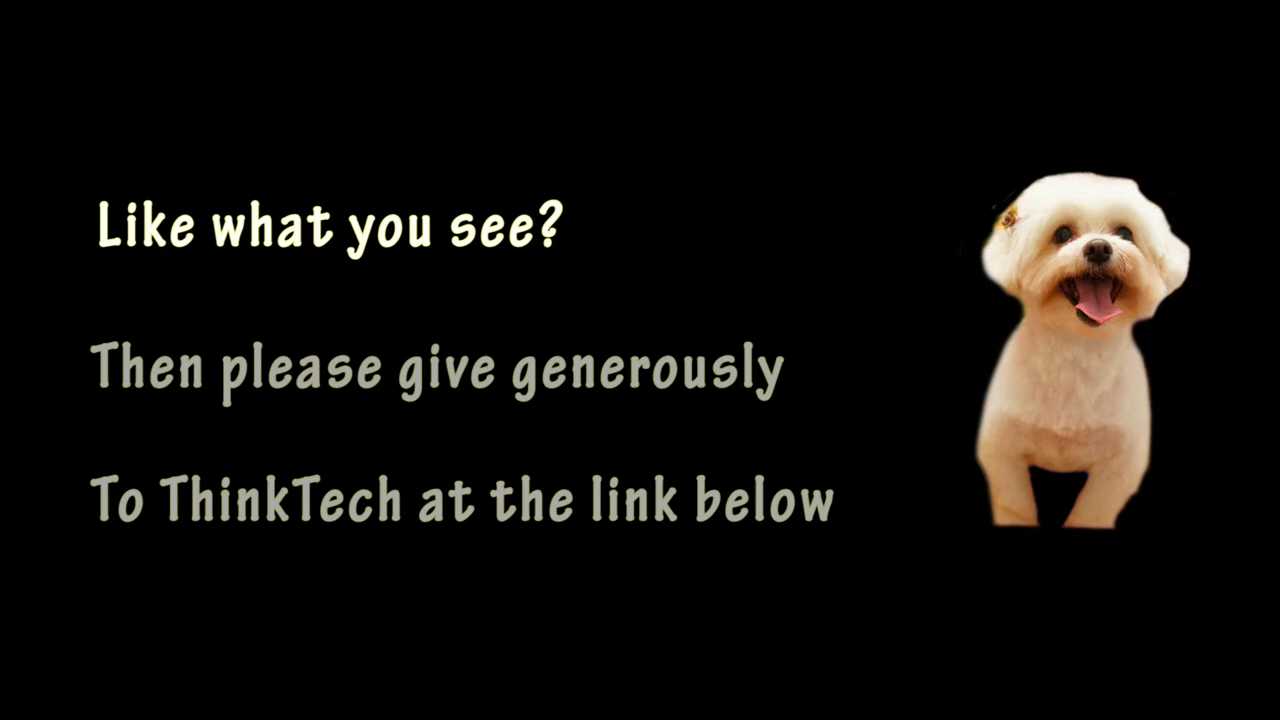 Like what you see?
Then please give generously
To ThinkTech at the link below